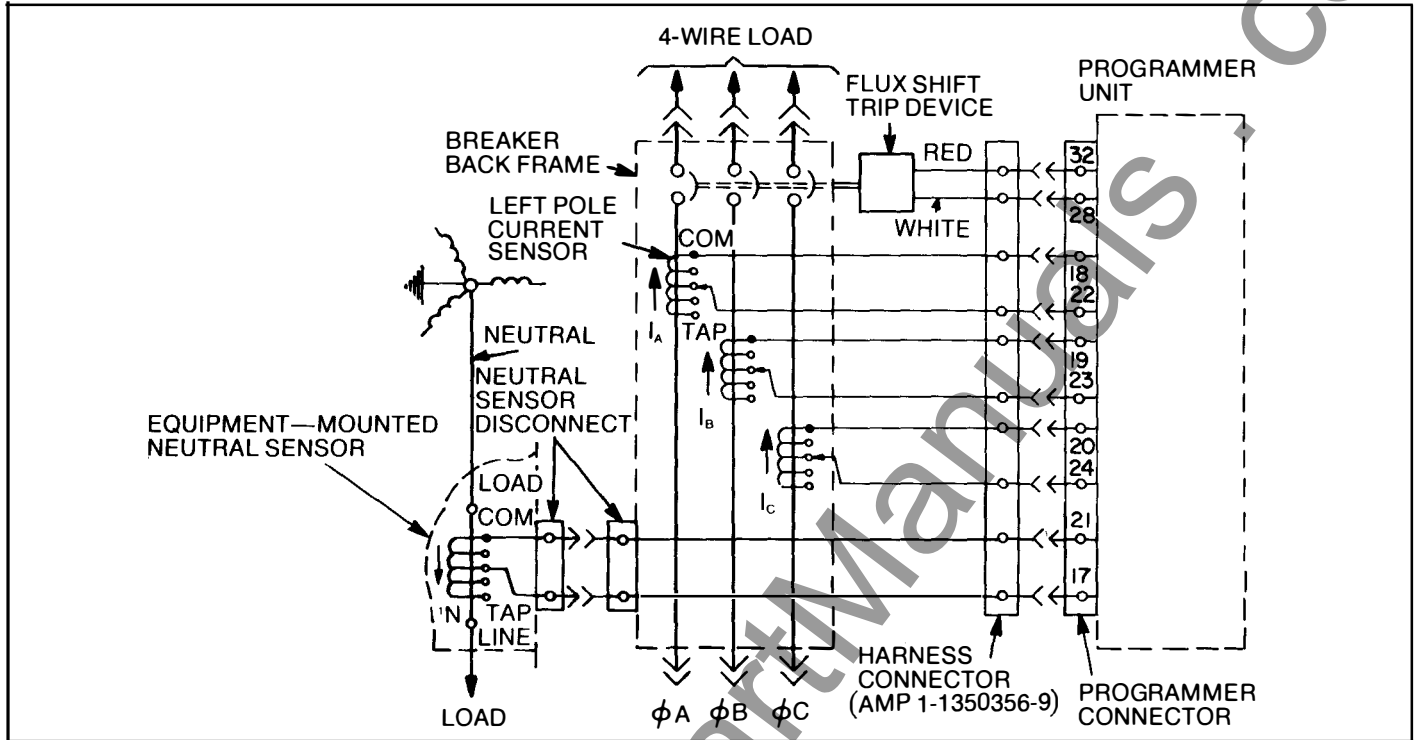 4-WIRE LOAD
FLUX SHIFT
TRIP DEVICE
PROGRAMMER
UNIT
BREAKER
BACK FRAME
RED
32
LEFT POLE
CURRENT
SENSOR
WHITE
28
COM
18
22
IA
TAP
NEUTRAL
19
23
NEUTRAL
SENSOR
DISCONNECT
IB
EQUIPMENT—MOUNTED
NEUTRAL SENSOR
20
24
LOAD
COM
IC
21
17
IN
TAP
LINE
HARNESS
CONNECTOR
(AMP 1-1350356-9)
PROGRAMMER
CONNECTOR
LOAD
ϕA
ϕB
ϕC